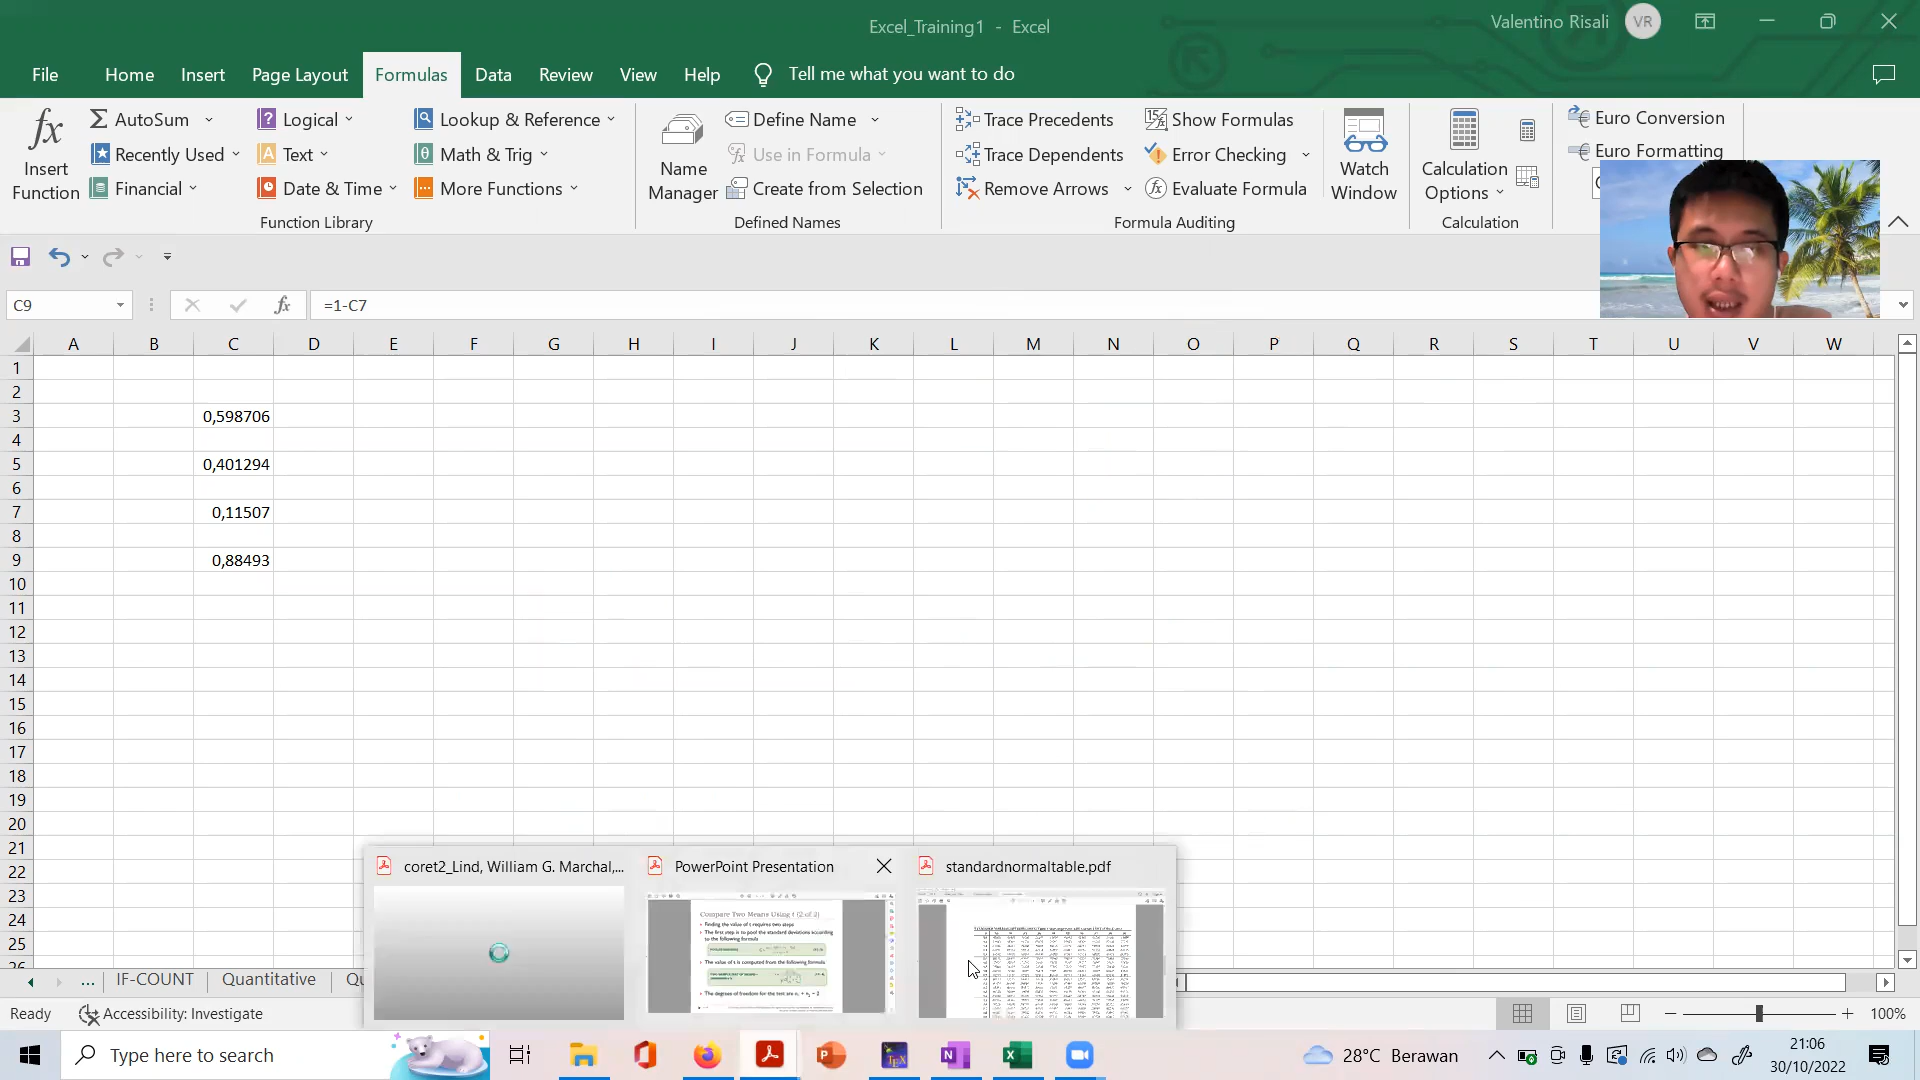 Excel_Training1 - Excel
Valentino Risali
VR
File
Home
Insert
Page Layout
Formulas
Data
Review
View
Help
Tell me what you want to do
Insert Function
AutoSum
Recently Used
Financial
Logical
Text
Date & Time
Lookup & Reference
Math & Trig
More Functions
Function Library
Name Manager
Define Name
Use in Formula
Create from Selection
Defined Names
Trace Precedents
Trace Dependents
Remove Arrows
Show Formulas
Error Checking
Evaluate Formula
Formula Auditing
Watch Window
Calculation Options
Calculation
Euro Conversion
Euro Formatting
C9
fx
=1-C7
A B C D E F G H I J K L M N O P Q R S T U V W
1
2
3 0,598706
4
5 0,401294
6
7 0,11507
8
9 0,88493
10
11
12
13
14
15
16
17
18
19
20
21
22
23
24
25
26
coret2_Lind, William G. Marchal,...
PowerPoint Presentation
standardnormaltable.pdf
Compare Two Means Using t (2 of 2)
Finding the value of t requires two steps
The first step is to pool the standard deviations according to the following formula
The value of t is computed from the following formula
The degrees of freedom for the test are n₁ + n₂ − 2
...
IF-COUNT
Quantitative
Qu
Ready
Accessibility: Investigate
100%
Type here to search
28°C Berawan
21:06
30/10/2022